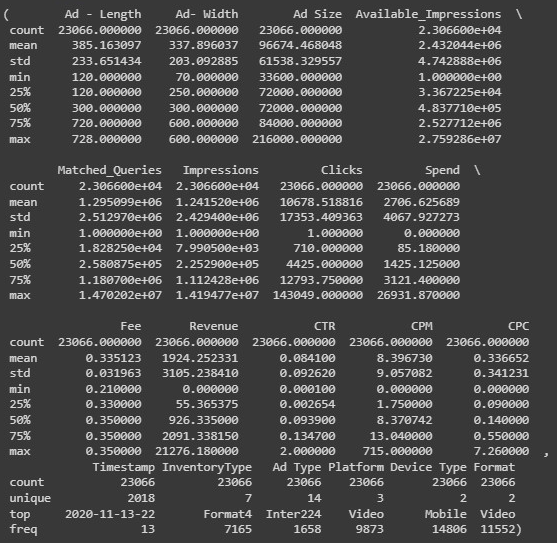 ( Ad - Length Ad- Width Ad Size Available_Impressions \
count 23066.000000 23066.000000 23066.000000 2.306600e+04
mean 385.163097 337.896037 96674.468048 2.432044e+06
std 233.651434 203.092885 61538.329557 4.742888e+06
min 120.000000 70.000000 33600.000000 1.000000e+00
25% 120.000000 250.000000 72000.000000 3.367225e+04
50% 300.000000 300.000000 72000.000000 4.837710e+05
75% 720.000000 600.000000 84000.000000 2.527712e+06
max 728.000000 600.000000 216000.000000 2.759286e+07
Matched_Queries Impressions Clicks Spend \
count 2.306600e+04 2.306600e+04 23066.000000 23066.000000
mean 1.295099e+06 1.241520e+06 10678.518816 2706.625689
std 2.512970e+06 2.429400e+06 17353.409363 4067.927273
min 1.000000e+00 1.000000e+00 1.000000 0.000000
25% 1.828250e+04 7.990500e+03 710.000000 85.180000
50% 2.580875e+05 2.252900e+05 4425.000000 1425.125000
75% 1.180700e+06 1.112428e+06 12793.750000 3121.400000
max 1.470202e+07 1.419477e+07 143049.000000 26931.870000
Fee Revenue CTR CPM CPC
count 23066.000000 23066.000000 23066.000000 23066.000000 23066.000000
mean 0.335123 1924.252331 0.084100 8.396730 0.336652
std 0.031963 3105.238410 0.092620 9.057082 0.341231
min 0.210000 0.000000 0.000100 0.000000 0.000000
25% 0.330000 55.365375 0.002654 1.750000 0.090000
50% 0.350000 926.335000 0.093900 8.370742 0.140000
75% 0.350000 2091.338150 0.134700 13.040000 0.550000
max 0.350000 21276.180000 2.000000 715.000000 7.260000 ,
Timestamp InventoryType Ad Type Platform Device Type Format
count 23066 23066 23066 23066 23066 23066
unique 2018 7 14 3 2 2
top 2020-11-13-22 Format4 Inter224 Video Mobile Video
freq 13 7165 1658 9873 14806 11552)